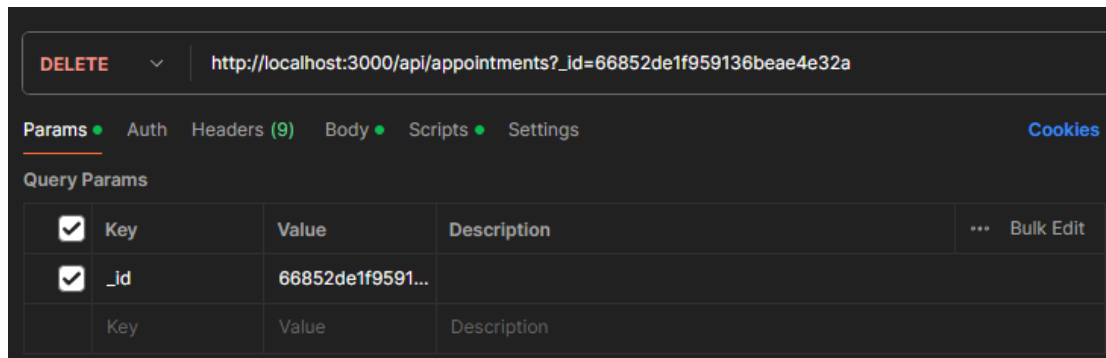 DELETE http://localhost:3000/api/appointments?_id=66852de1f959136beae4e32a
Params Auth Headers (9) Body Scripts Settings Cookies
Query Params
Key Value Description ... Bulk Edit
_id 66852de1f9591...
Key Value Description